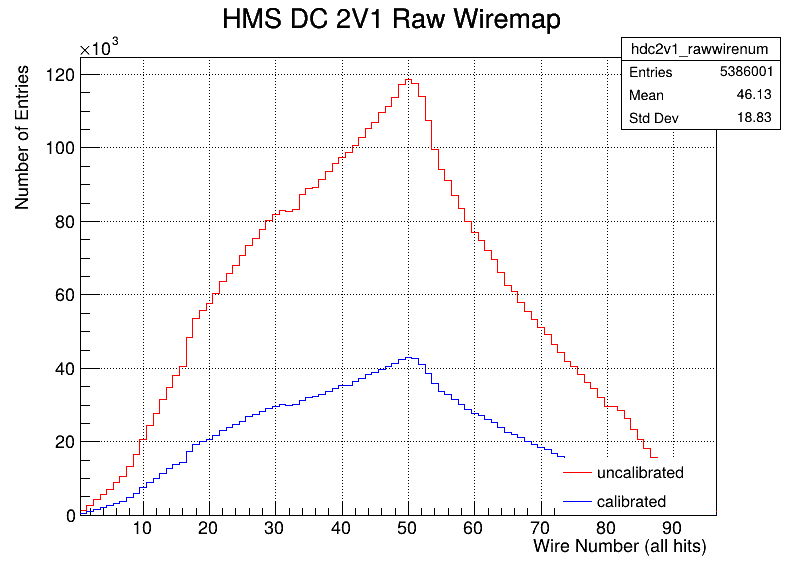 HMS DC 2V1 Raw Wiremap
×10³
hdc2v1_rawwirenum
Entries 5386001
Mean 46.13
Std Dev 18.83
Number of Entries
120
100
80
60
40
20
0
uncalibrated
calibrated
10 20 30 40 50 60 70 80 90
Wire Number (all hits)